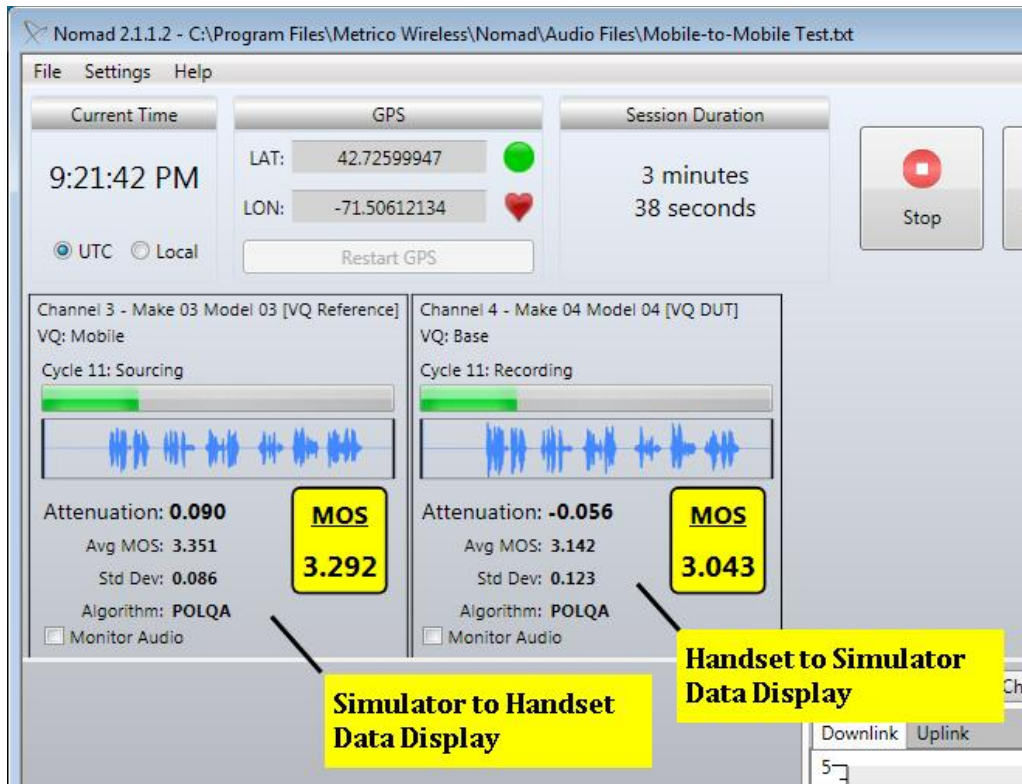 Nomad 2.1.1.2 - C:\Program Files\Metrico Wireless\Nomad\Audio Files\Mobile-to-Mobile Test.txt
File Settings Help
Current Time
9:21:42 PM
UTC Local
GPS
LAT: 42.72599947
LON: -71.50612134
Restart GPS
Session Duration
3 minutes
38 seconds
Stop
Channel 3 - Make 03 Model 03 [VQ Reference]
VQ: Mobile
Cycle 11: Sourcing
Attenuation: 0.090
Avg MOS: 3.351
Std Dev: 0.086
Algorithm: POLQA
Monitor Audio
MOS
3.292
Channel 4 - Make 04 Model 04 [VQ DUT]
VQ: Base
Cycle 11: Recording
Attenuation: -0.056
Avg MOS: 3.142
Std Dev: 0.123
Algorithm: POLQA
Monitor Audio
MOS
3.043
Simulator to Handset
Data Display
Handset to Simulator
Data Display
Ch
Downlink Uplink
5